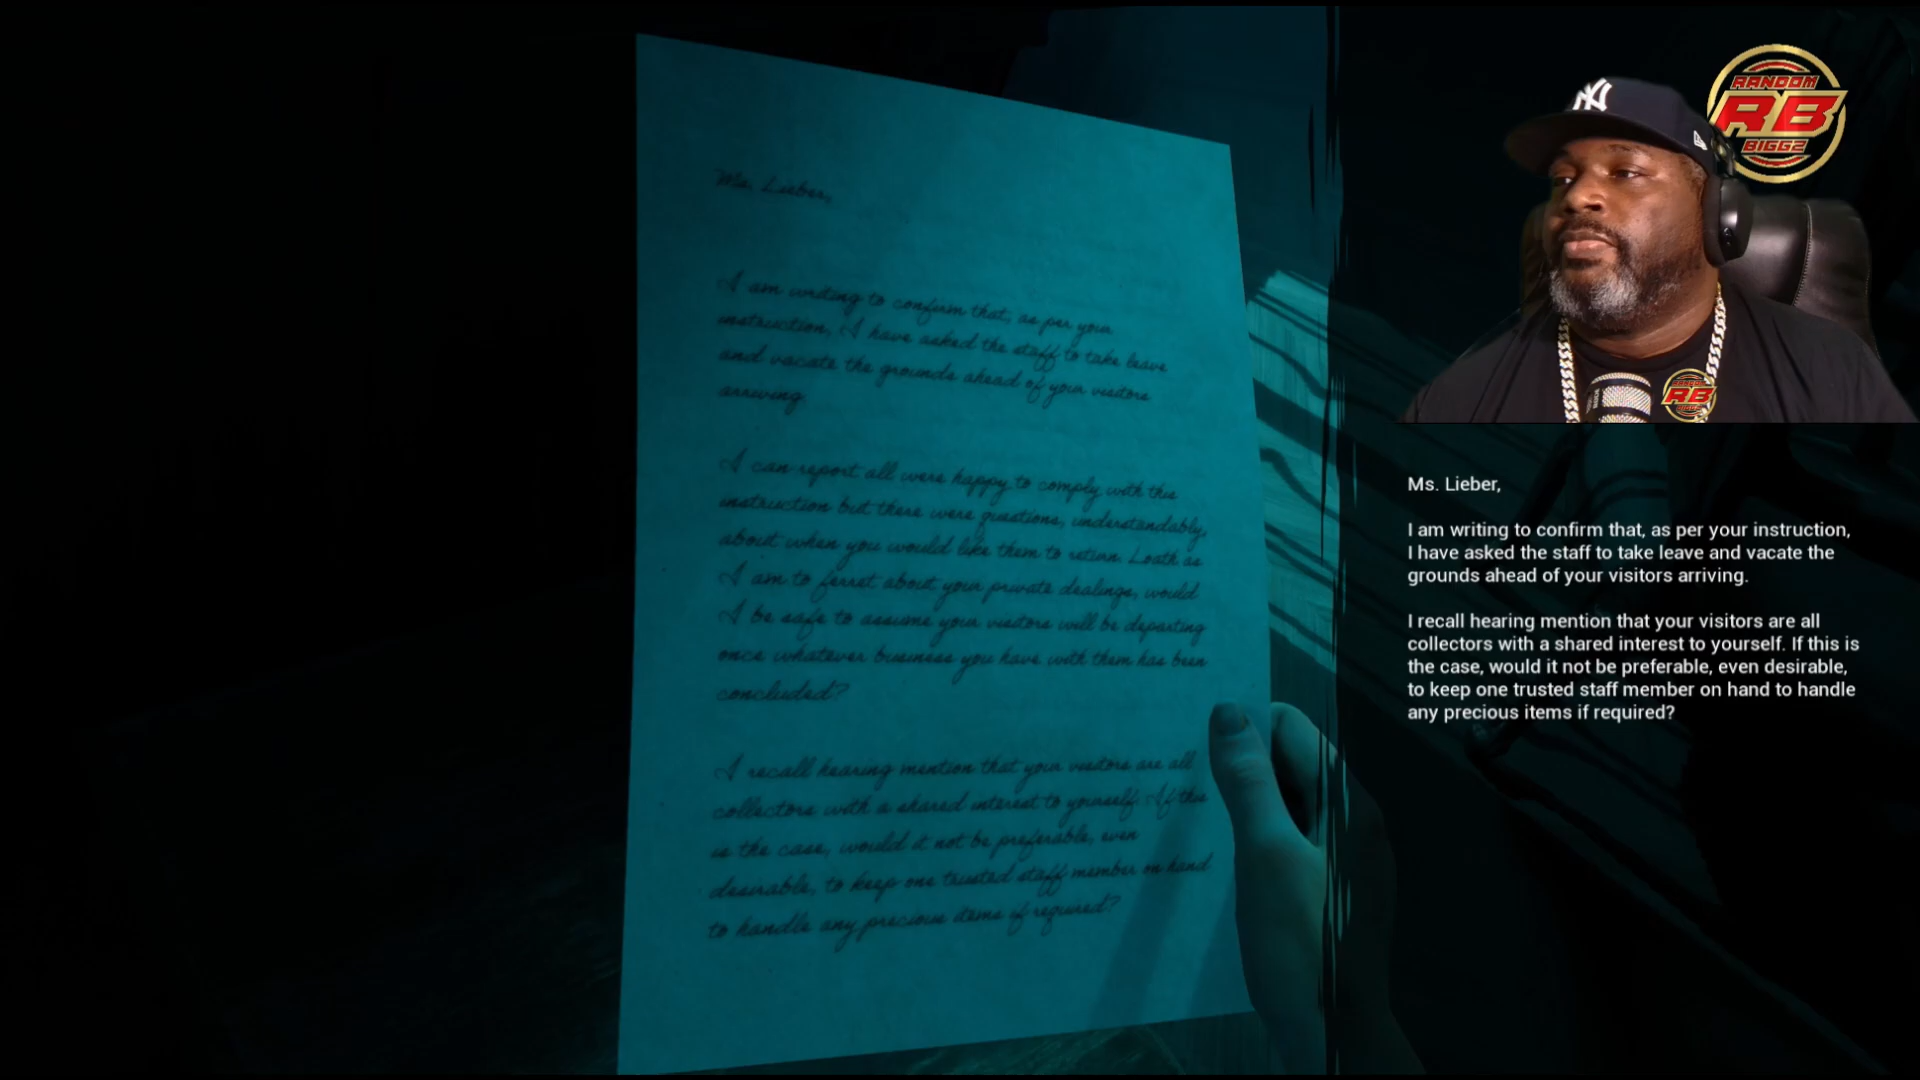 Ms. Lieber,
I am writing to confirm that, as per your
instruction, I have asked the staff to take leave
and vacate the grounds ahead of your visitors
arriving.
I can report all were happy to comply with this
instruction but there were questions, understandably,
about when you would like them to return. Loath as
I am to ferret about your private dealings, would
I be safe to assume your visitors will be departing
once whatever business you have with them has been
concluded?
I recall hearing mention that your visitors are all
collectors with a shared interest to yourself. If this
is the case, would it not be preferable, even
desirable, to keep one trusted staff member on hand
to handle any precious items if required?
NY
RANDOM
RB
BIGGZ
RANDOM
RB
BIGGZ
Ms. Lieber,
I am writing to confirm that, as per your instruction,
I have asked the staff to take leave and vacate the
grounds ahead of your visitors arriving.
I recall hearing mention that your visitors are all
collectors with a shared interest to yourself. If this is
the case, would it not be preferable, even desirable,
to keep one trusted staff member on hand to handle
any precious items if required?